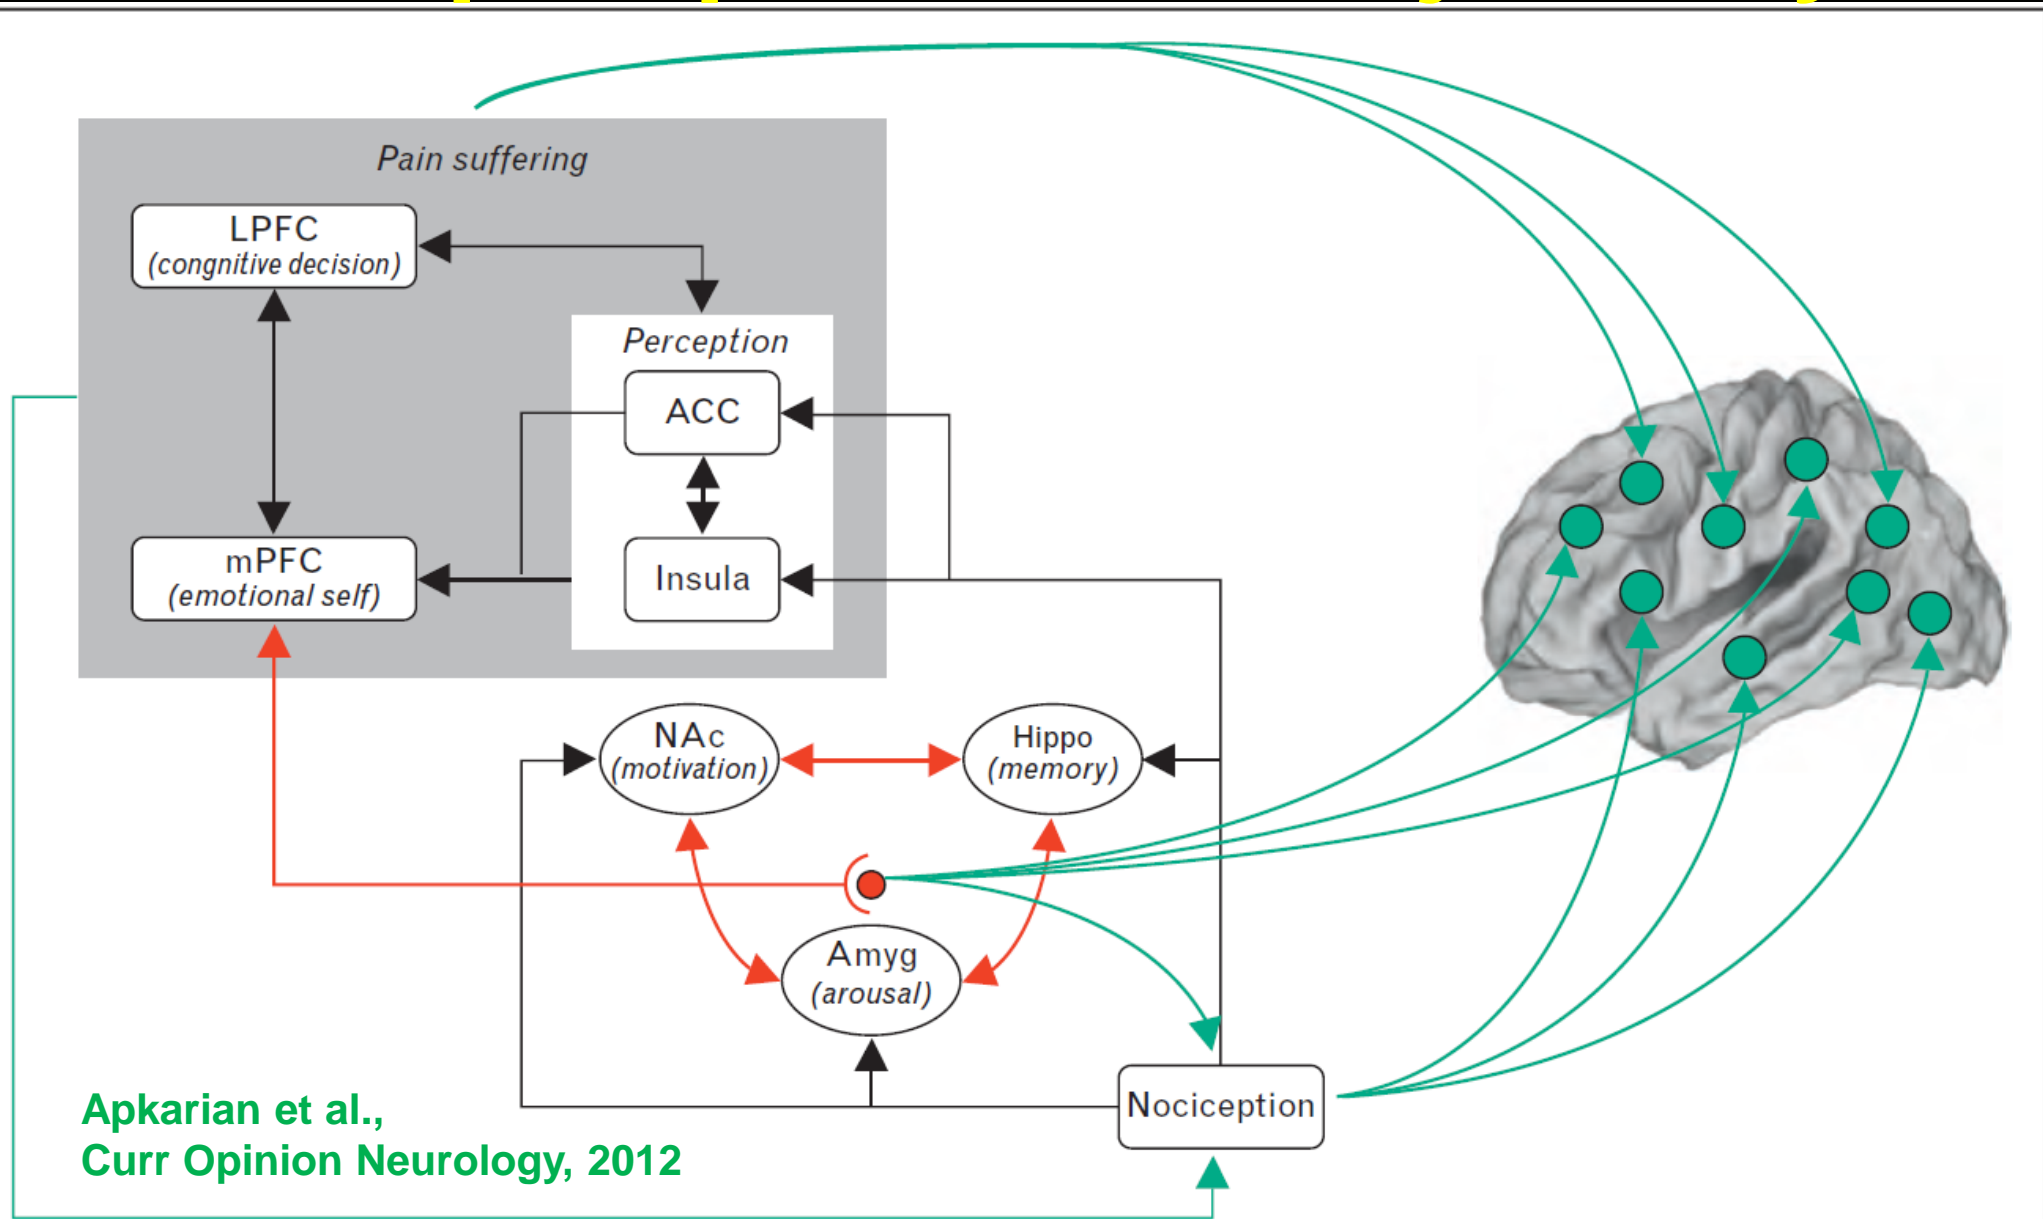 Pain suffering
LPFC
(congnitive decision)
Perception
ACC
mPFC
(emotional self)
Insula
NAc
(motivation)
Hippo
(memory)
Amyg
(arousal)
Nociception
Apkarian et al.,
Curr Opinion Neurology, 2012